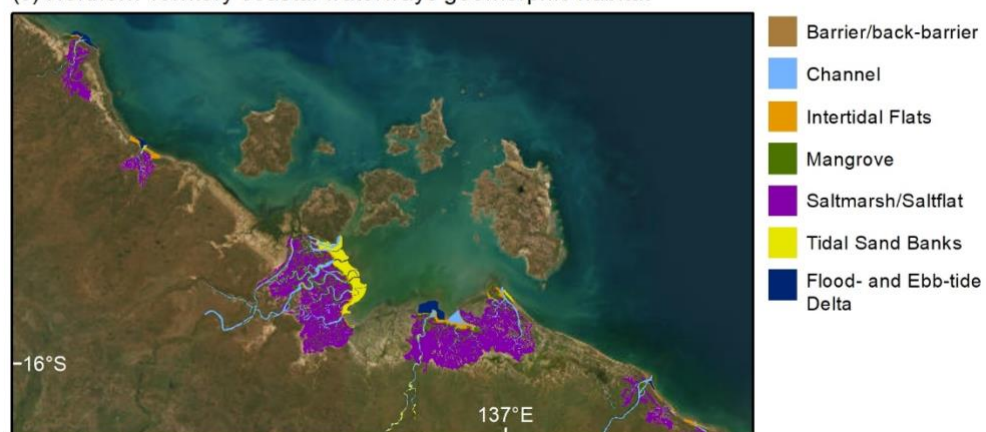 Barrier/back-barrier
Channel
Intertidal Flats
Mangrove
Saltmarsh/Saltflat
Tidal Sand Banks
Flood- and Ebb-tide
Delta
16°S
137°E